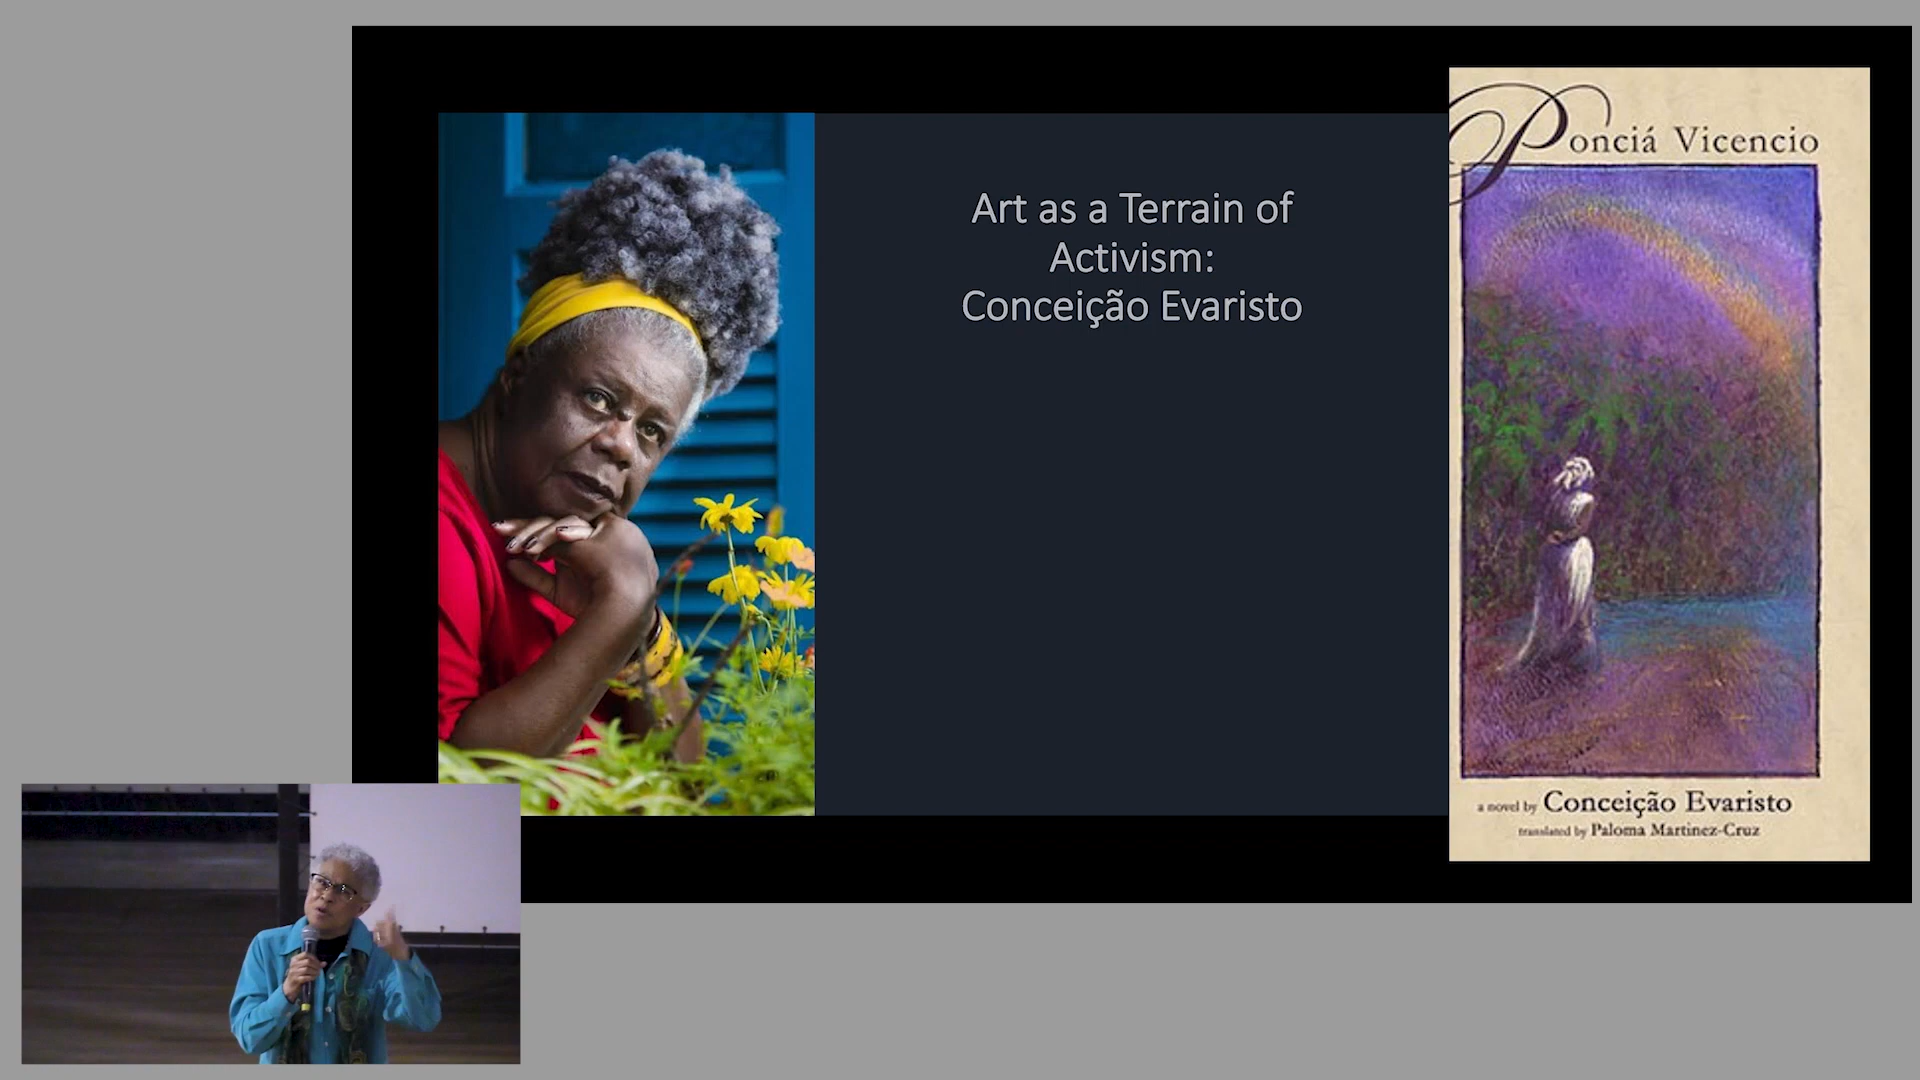 Art as a Terrain of
Activism:
Conceição Evaristo
Ponciá Vicencio
a novel by Conceição Evaristo
translated by Paloma Martinez-Cruz